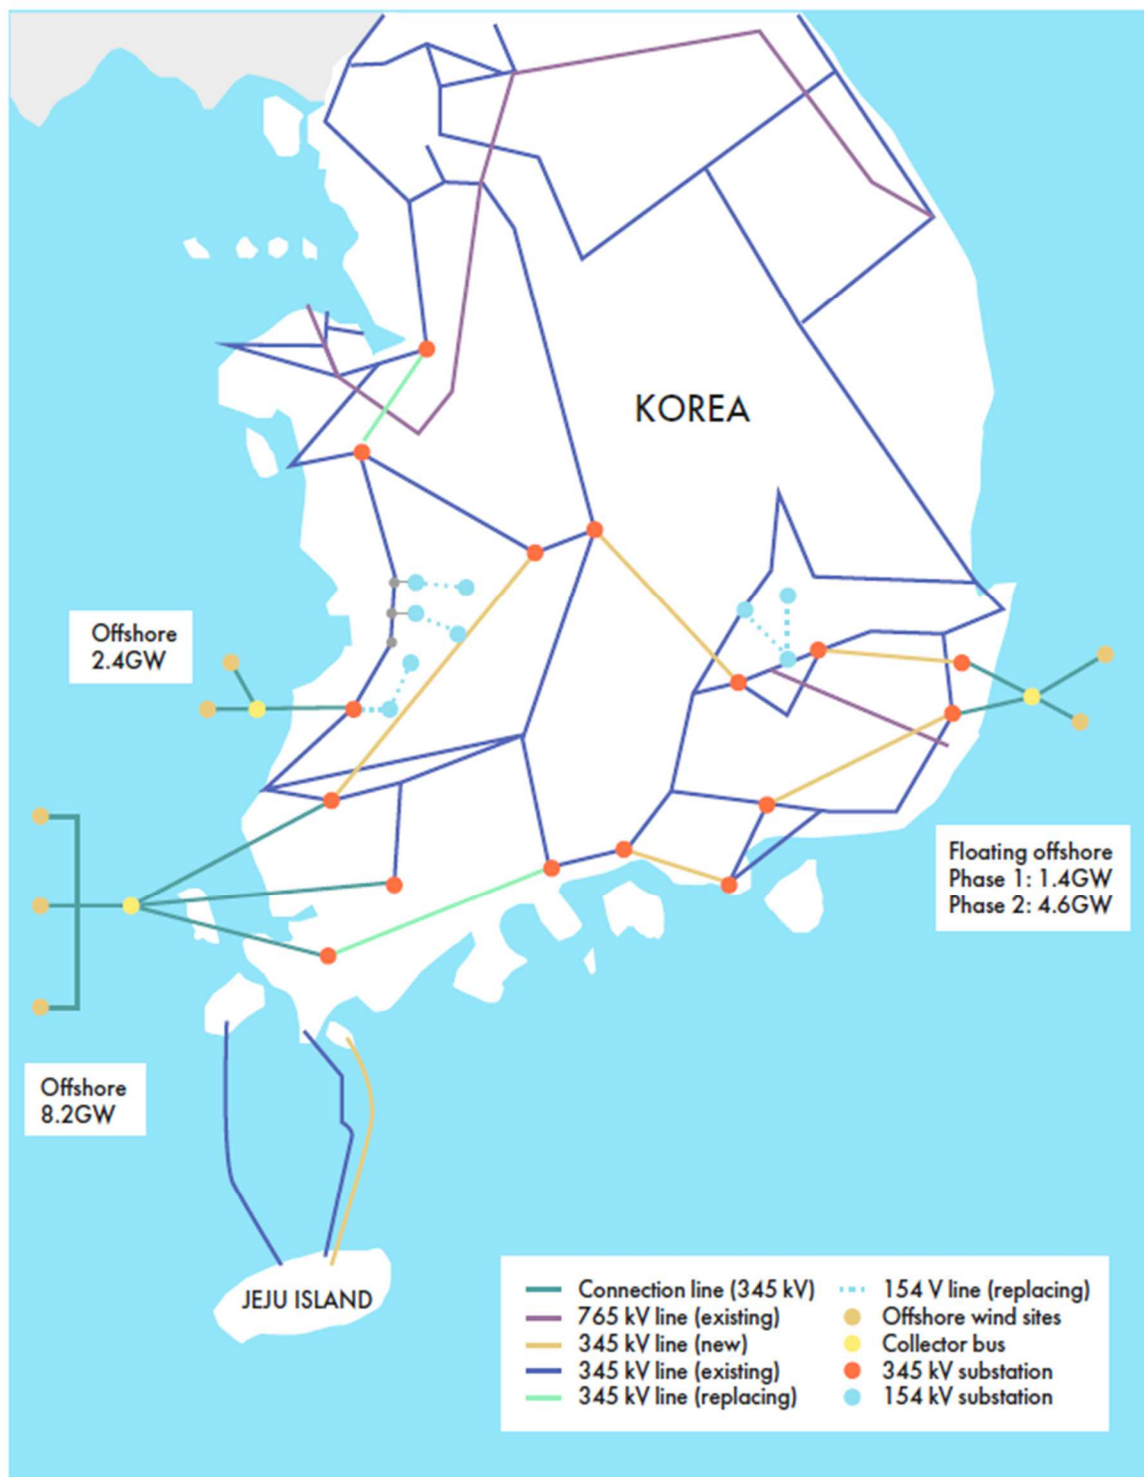 KOREA
Offshore
2.4GW
Floating offshore
Phase 1: 1.4GW
Phase 2: 4.6GW
Offshore
8.2GW
JEJU ISLAND
Connection line (345 kV)
765 kV line (existing)
345 kV line (new)
345 kV line (existing)
345 kV line (replacing)
154 V line (replacing)
Offshore wind sites
Collector bus
345 kV substation
154 kV substation